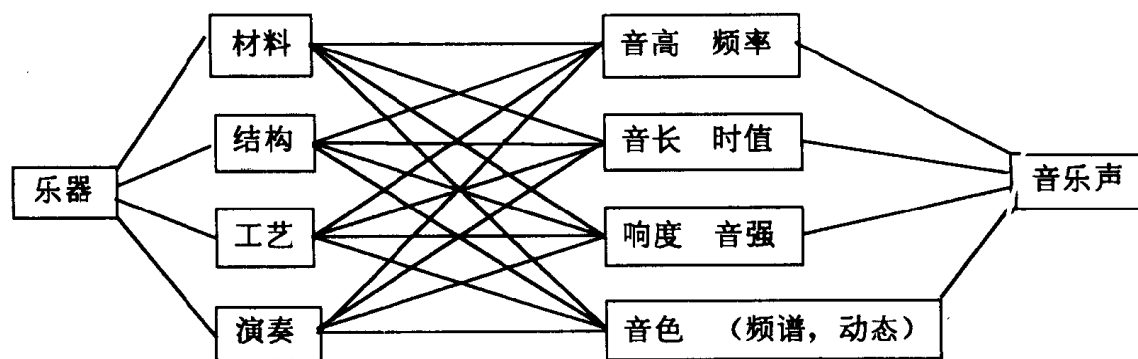 材料
音高 频率
结构
音长 时值
乐器
音乐声
工艺
响度 音强
演奏
音色 （频谱，动态）